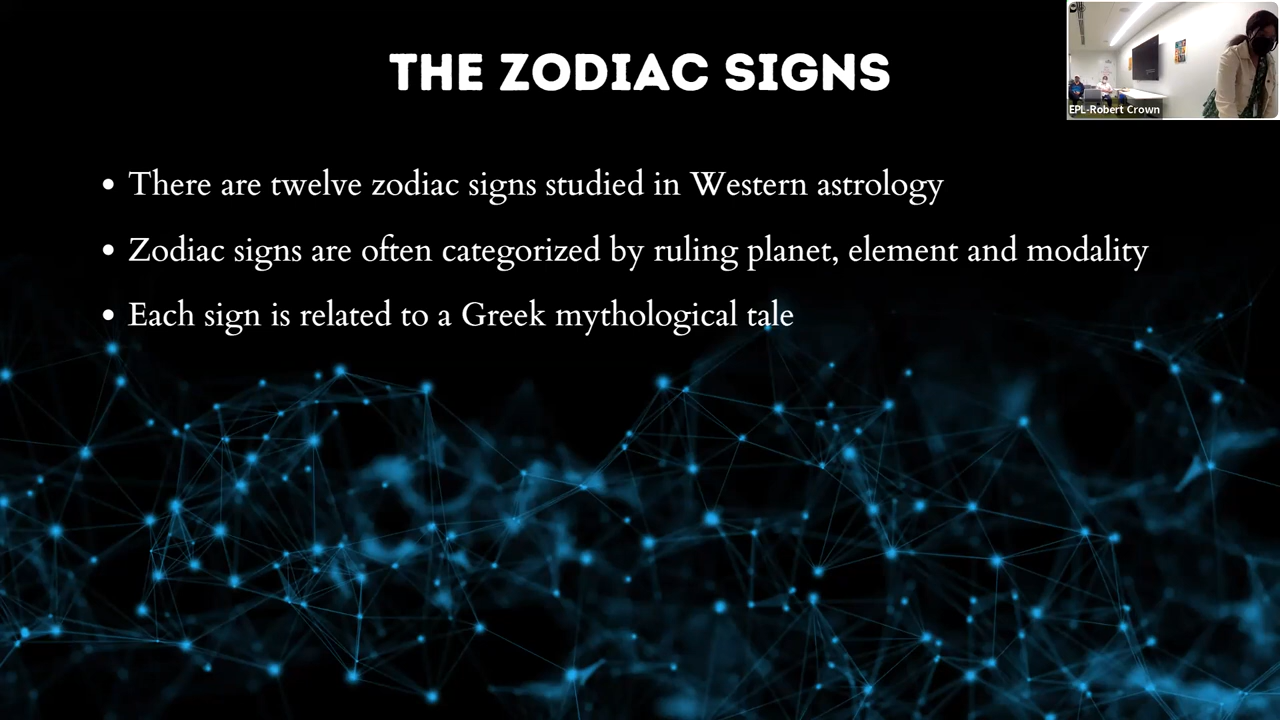 THE ZODIAC SIGNS
EPL-Robert Crown
• There are twelve zodiac signs studied in Western astrology
• Zodiac signs are often categorized by ruling planet, element and modality
• Each sign is related to a Greek mythological tale